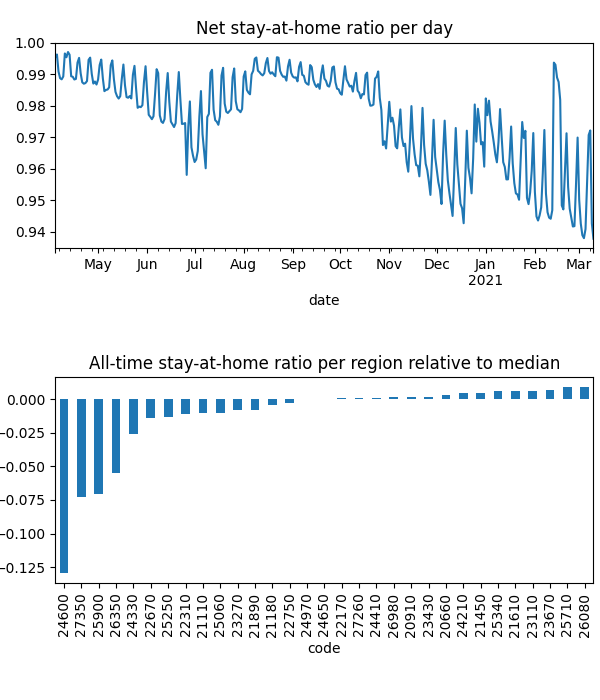 Net stay-at-home ratio per day
1.00
0.99
0.98
0.97
0.96
0.95
0.94
May Jun Jul Aug Sep Oct Nov Dec Jan Feb Mar
2021
date
All-time stay-at-home ratio per region relative to median
0.000
0.025
0.050
0.075
0.100
0.125
24600 27350 25900 26350 24330 22670 25250 22310 21110 25060 23270 21890 21180 22750 24970 24650 22170 27260 24410 26980 20910 23430 20660 24210 21450 25340 21610 23110 23670 25710 26080
code